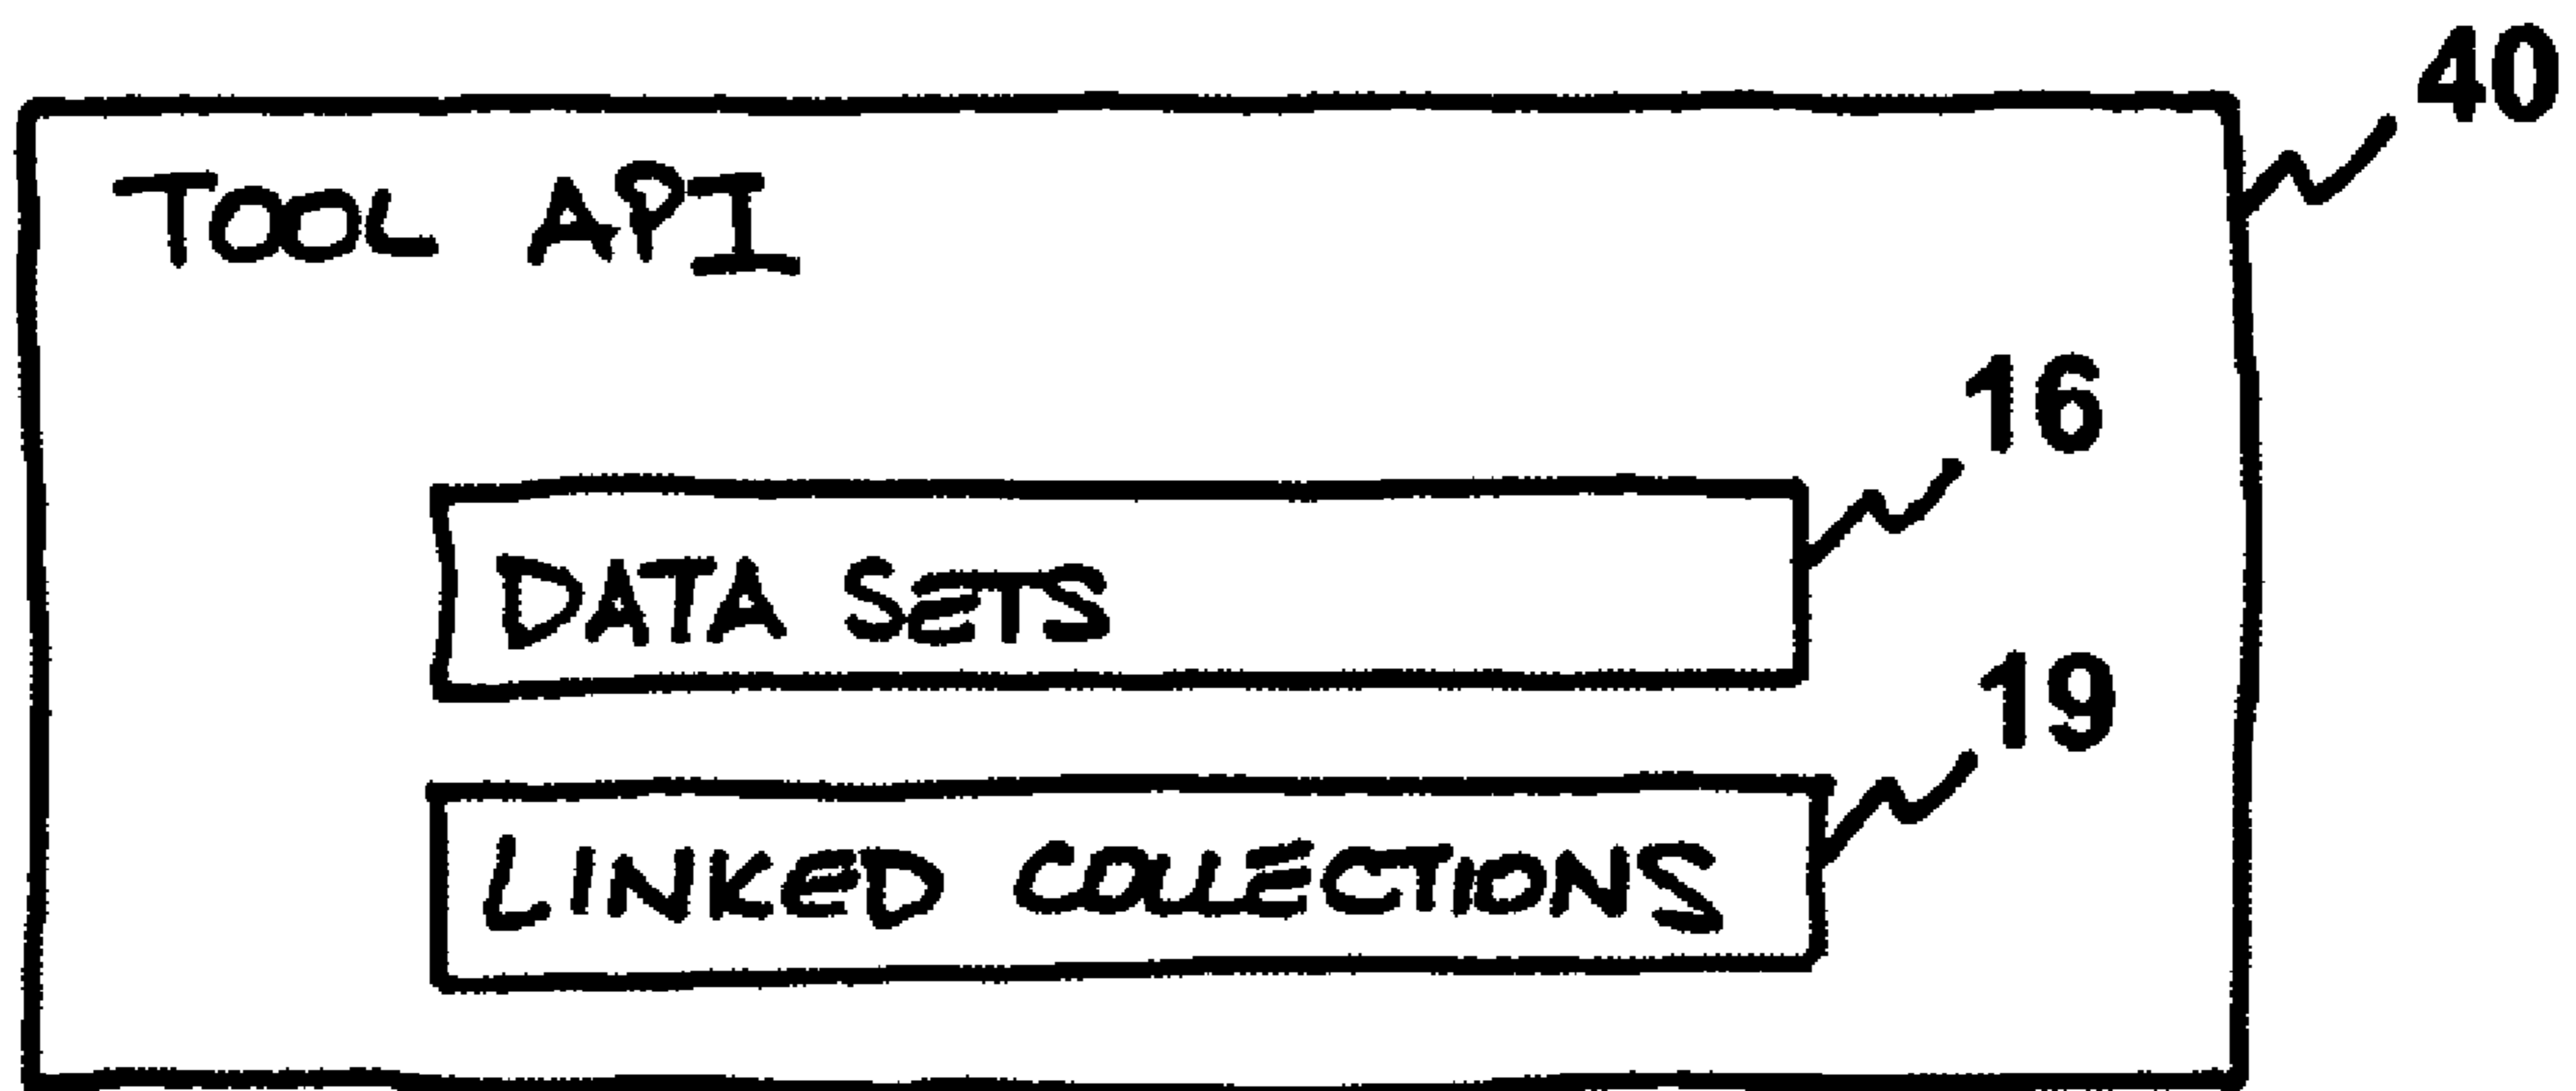 40
TOOL API
16
DATA SETS
19
LINKED COLLECTIONS